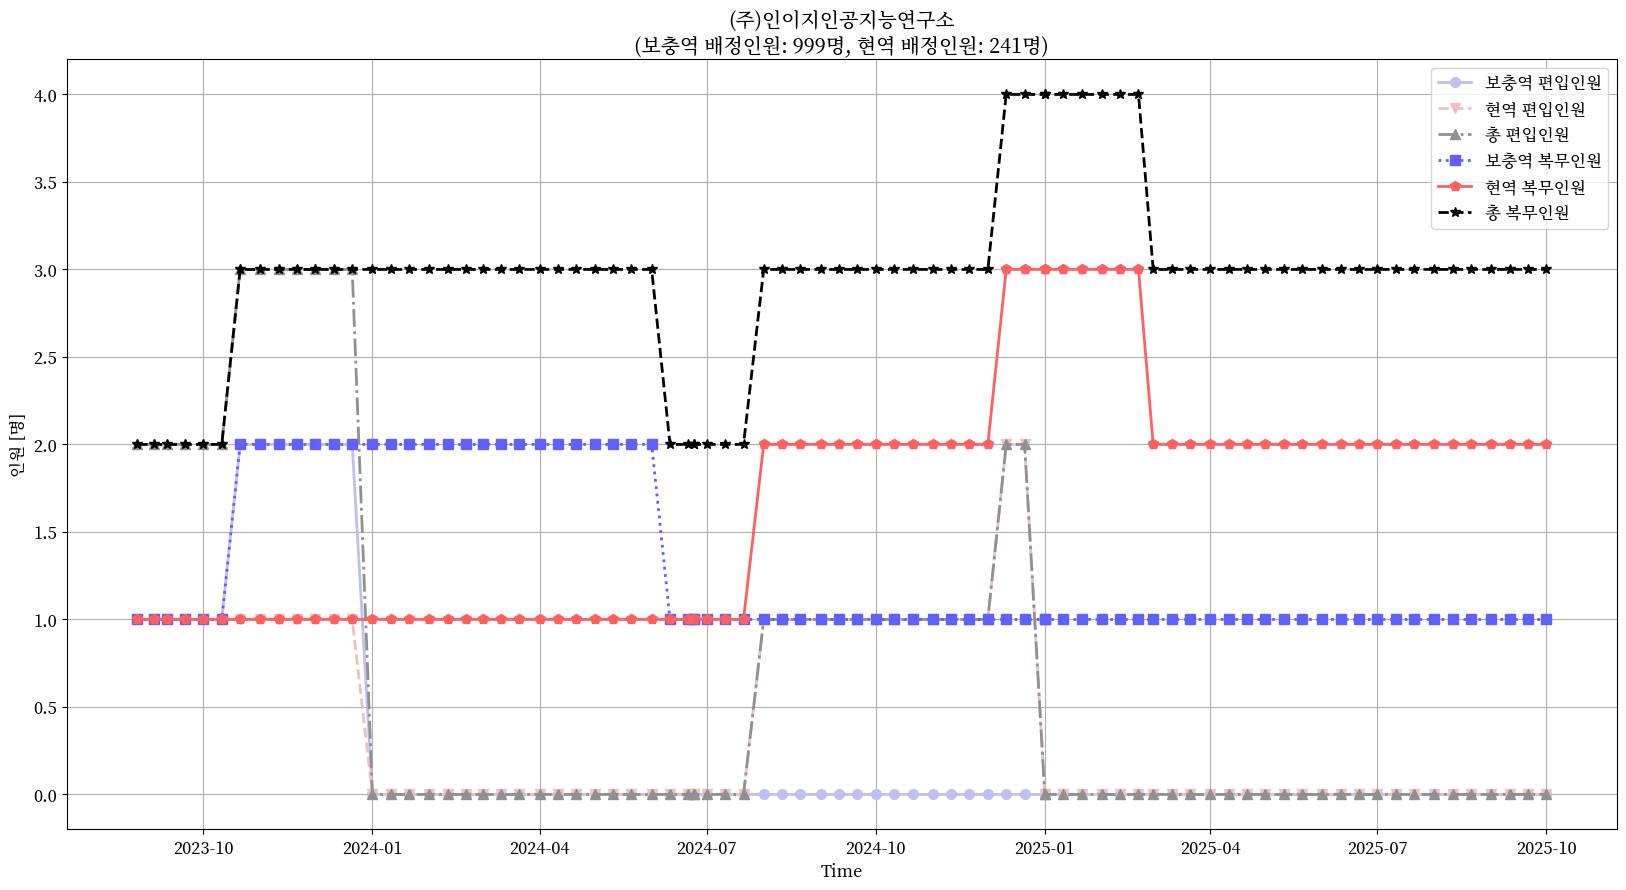 (주)인이지인공지능연구소
(보충역 배정인원: 999명, 현역 배정인원: 241명)
보충역 편입인원
현역 편입인원
총 편입인원
보충역 복무인원
현역 복무인원
총 복무인원
인원 [명]
4.0
3.5
3.0
2.5
2.0
1.5
1.0
0.5
0.0
2023-10
2024-01
2024-04
2024-07
2024-10
2025-01
2025-04
2025-07
2025-10
Time